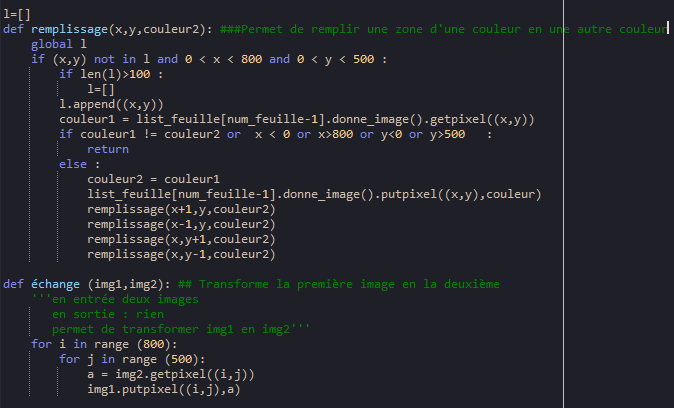 l=[]
def remplissage(x,y,couleur2): ###Permet de remplir une zone d'une couleur en une autre couleur
    global l
    if (x,y) not in l and 0 < x < 800 and 0 < y < 500 :
        if len(l)>100 :
            l=[]
        l.append((x,y))
        couleur1 = list_feuille[num_feuille-1].donne_image().getpixel((x,y))
        if couleur1 != couleur2 or  x < 0 or x>800 or y<0 or y>500   :
            return
        else :
            couleur2 = couleur1
            list_feuille[num_feuille-1].donne_image().putpixel((x,y),couleur)
            remplissage(x+1,y,couleur2)
            remplissage(x-1,y,couleur2)
            remplissage(x,y+1,couleur2)
            remplissage(x,y-1,couleur2)
def échange (img1,img2): ## Transforme la première image en la deuxième
    '''en entrée deux images
       en sortie : rien
       permet de transformer img1 en img2'''
    for i in range (800):
        for j in range (500):
            a = img2.getpixel((i,j))
            img1.putpixel((i,j),a)